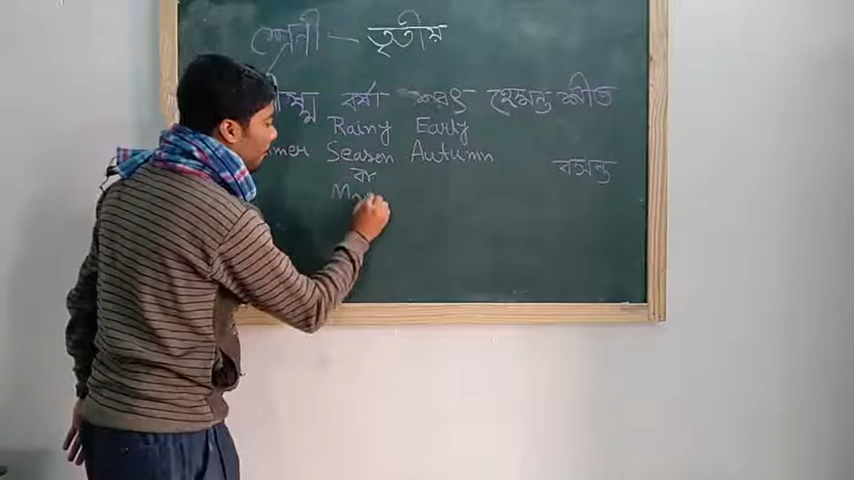 শ্রেণী — তৃতীয়
বর্ষা শরৎ হেমন্ত শীত
Rainy Early
Season Autumn বসন্ত
বা